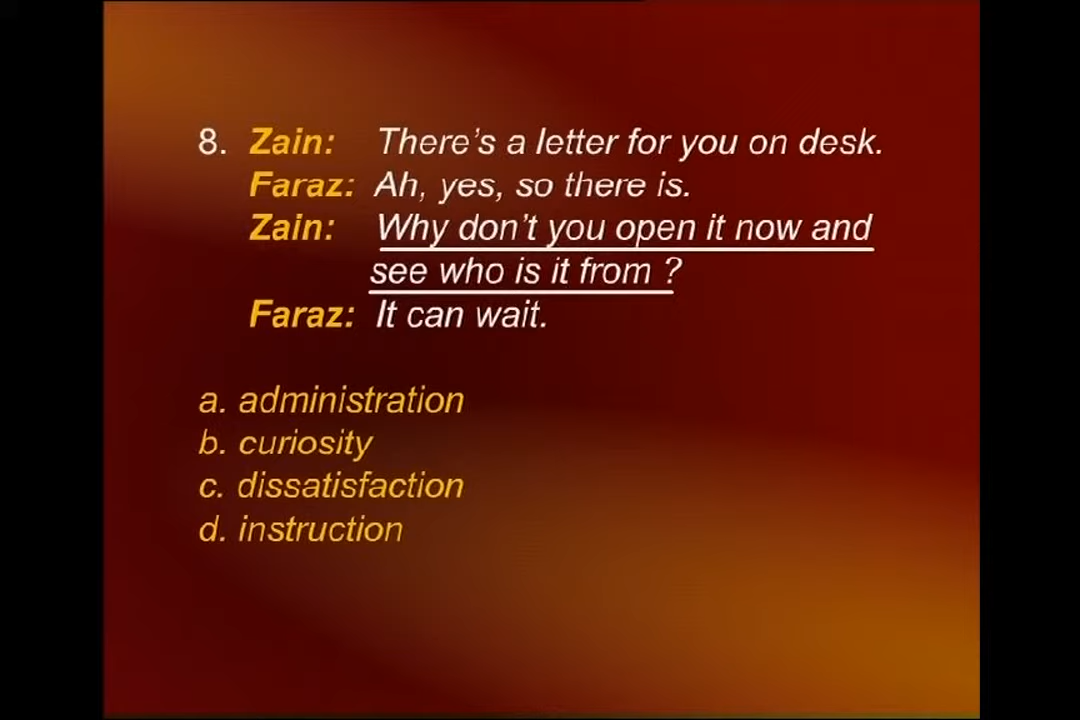 8. Zain: There's a letter for you on desk.
Faraz: Ah, yes, so there is.
Zain: Why don't you open it now and
see who is it from ?
Faraz: It can wait.
a. administration
b. curiosity
c. dissatisfaction
d. instruction